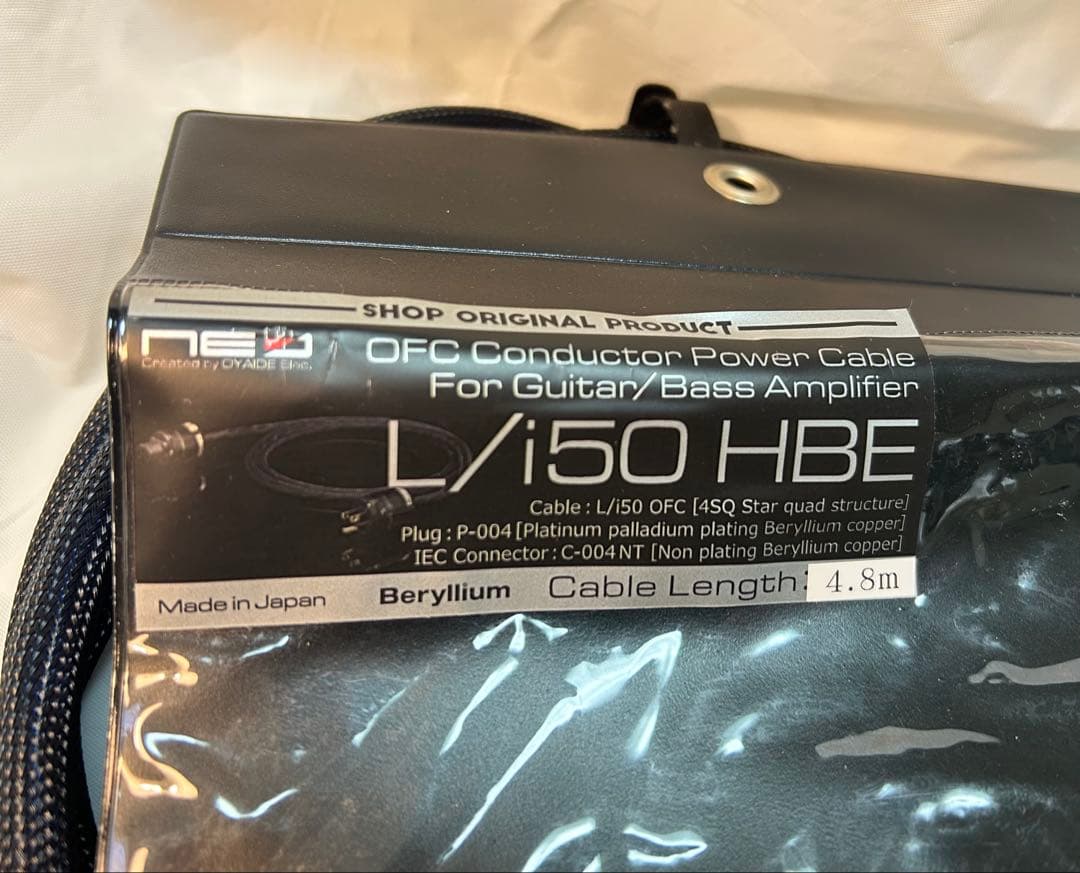 SHOP ORIGINAL PRODUCT
NEO
Created by OYAIDE Elec.
OFC Conductor Power Cable
For Guitar/Bass Amplifier
L/i50 HBE
Cable : L/i50 OFC [4SQ Star quad structure]
Plug : P-004 [Platinum palladium plating Beryllium copper]
IEC Connector : C-004NT [Non plating Beryllium copper]
Made in Japan Beryllium Cable Length: 4.8m